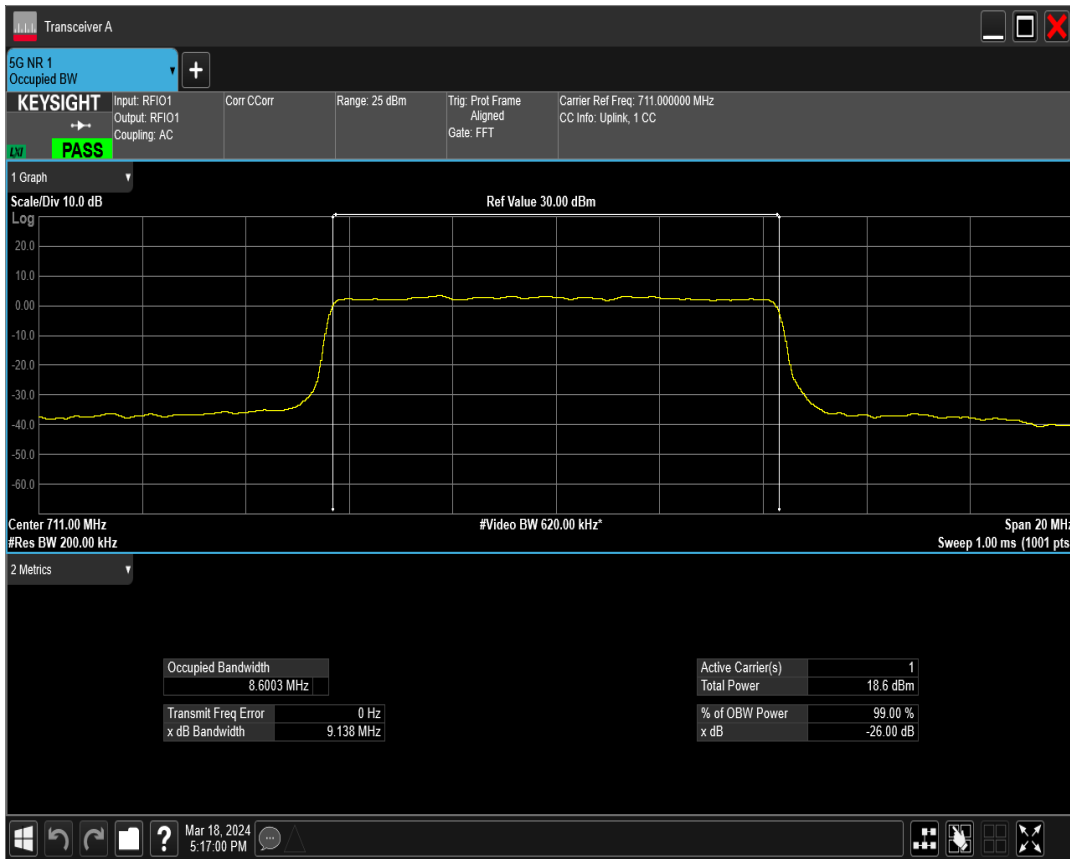 Transceiver A
5G NR 1
Occupied BW
KEYSIGHT
LXI
PASS
Input: RFIO1
Output: RFIO1
Coupling: AC
Corr CCorr
Range: 25 dBm
Trig: Prot Frame
Aligned
Gate: FFT
Carrier Ref Freq: 711.000000 MHz
CC Info: Uplink, 1 CC
1 Graph
Scale/Div 10.0 dB
Ref Value 30.00 dBm
Log
20.0
10.0
0.00
-10.0
-20.0
-30.0
-40.0
-50.0
-60.0
Center 711.00 MHz
#Video BW 620.00 kHz*
Span 20 MHz
#Res BW 200.00 kHz
Sweep 1.00 ms (1001 pts
2 Metrics
Occupied Bandwidth
8.6003 MHz
Transmit Freq Error 0 Hz
x dB Bandwidth 9.138 MHz
Active Carrier(s) 1
Total Power 18.6 dBm
% of OBW Power 99.00 %
x dB -26.00 dB
?
Mar 18, 2024
5:17:00 PM